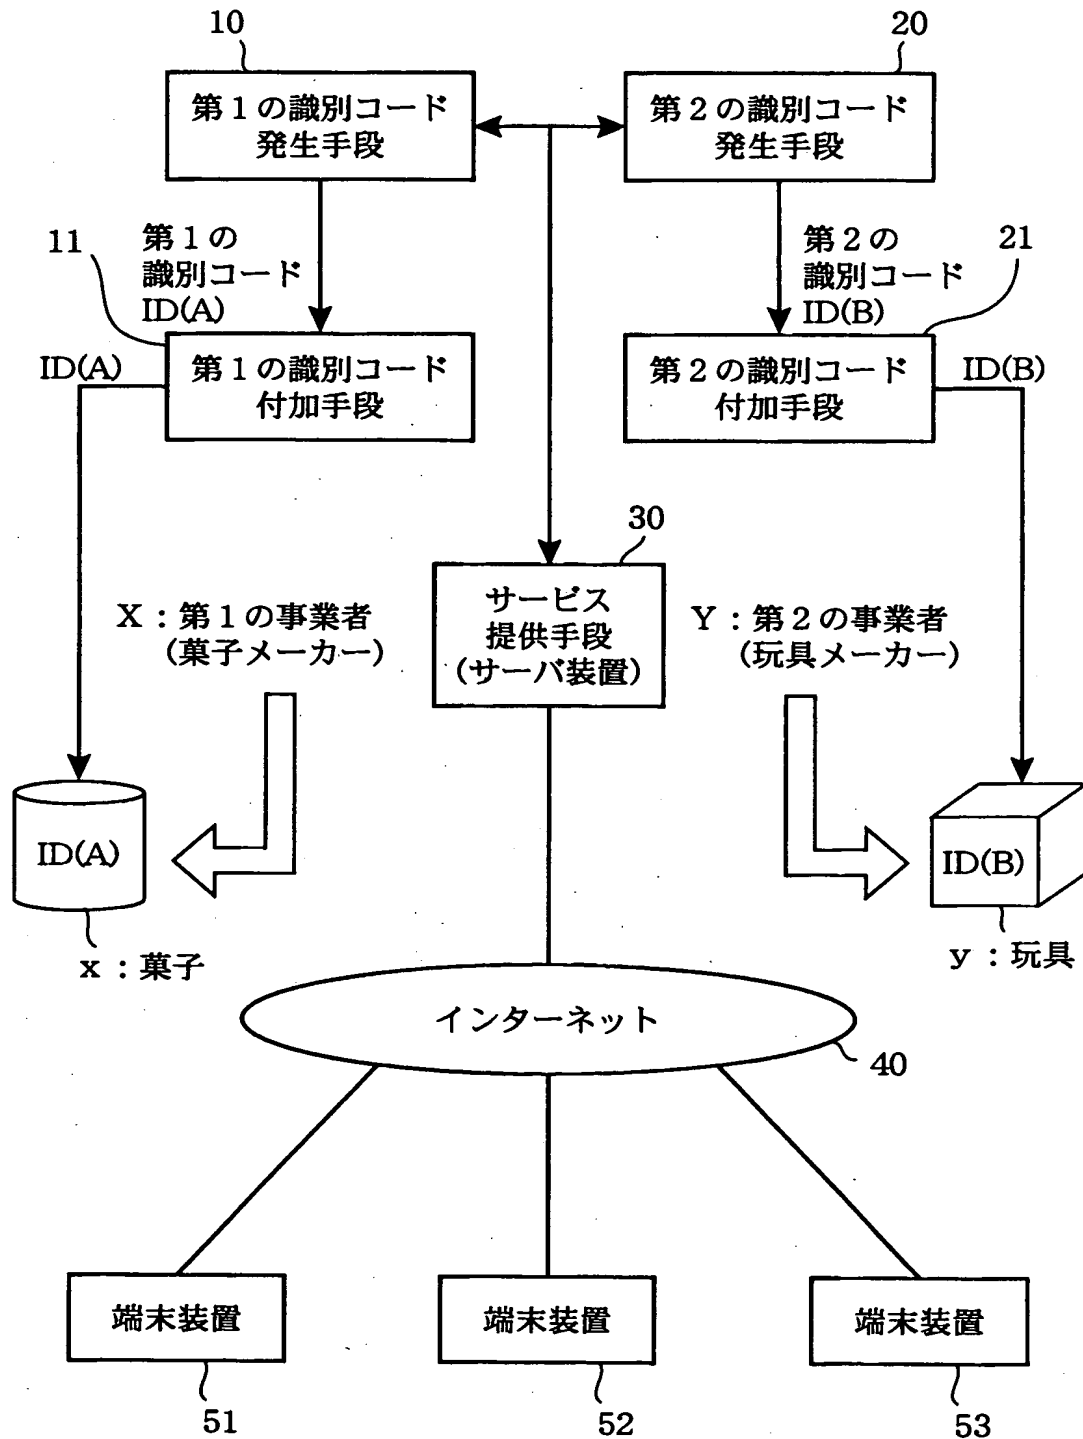 10
20
第１の識別コード
発生手段
第２の識別コード
発生手段
11
第１の
識別コード
ID(A)
第２の
識別コード
ID(B)
21
ID(A)
第１の識別コード
付加手段
第２の識別コード
付加手段
ID(B)
30
サービス
提供手段
（サーバ装置）
X：第１の事業者
（菓子メーカー）
Y：第２の事業者
（玩具メーカー）
ID(A)
ID(B)
x：菓子
y：玩具
インターネット
40
端末装置
端末装置
端末装置
51
52
53